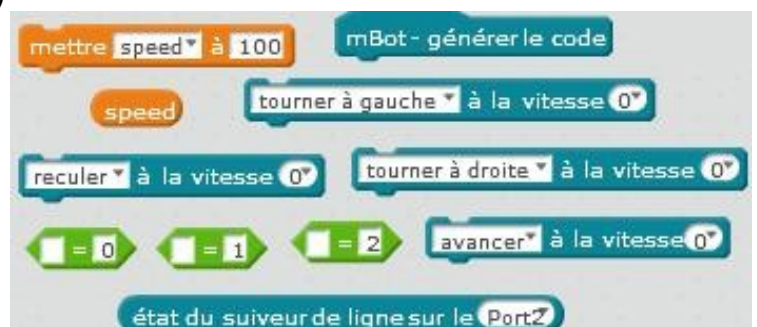 mettre speed à 100
mBot - générer le code
speed
tourner à gauche à la vitesse 0
reculer à la vitesse 0
tourner à droite à la vitesse 0
= 0
= 1
= 2
avancer à la vitesse 0
état du suiveur de ligne sur le Port2